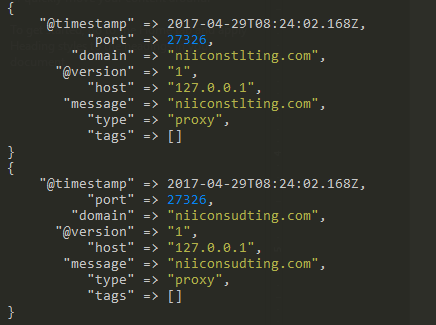 {
"@timestamp" => 2017-04-29T08:24:02.168Z,
"port" => 27326,
"domain" => "niiconstlting.com",
"@version" => "1",
"host" => "127.0.0.1",
"message" => "niiconstlting.com",
"type" => "proxy",
"tags" => []
}
{
"@timestamp" => 2017-04-29T08:24:02.168Z,
"port" => 27326,
"domain" => "niiconsudting.com",
"@version" => "1",
"host" => "127.0.0.1",
"message" => "niiconsudting.com",
"type" => "proxy",
"tags" => []
}